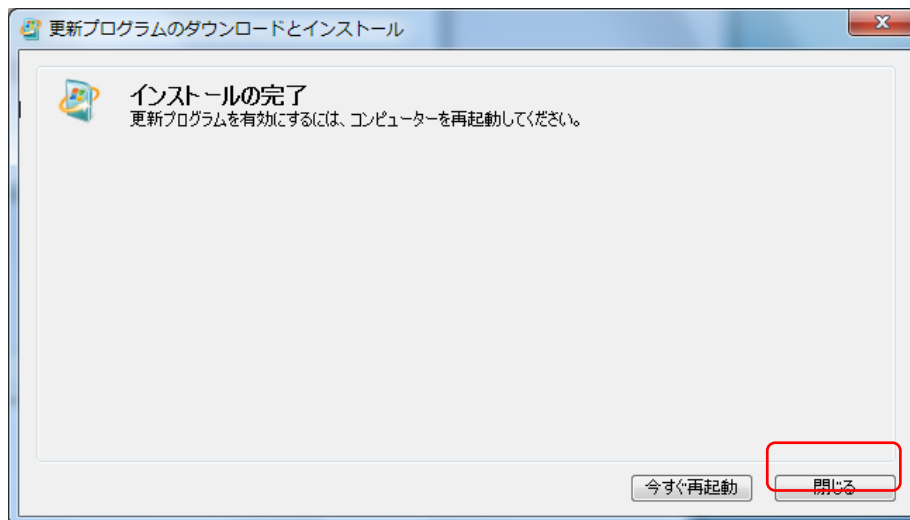 更新プログラムのダウンロードとインストール
インストールの完了
更新プログラムを有効にするには、コンピューターを再起動してください。
今すぐ再起動
閉じる